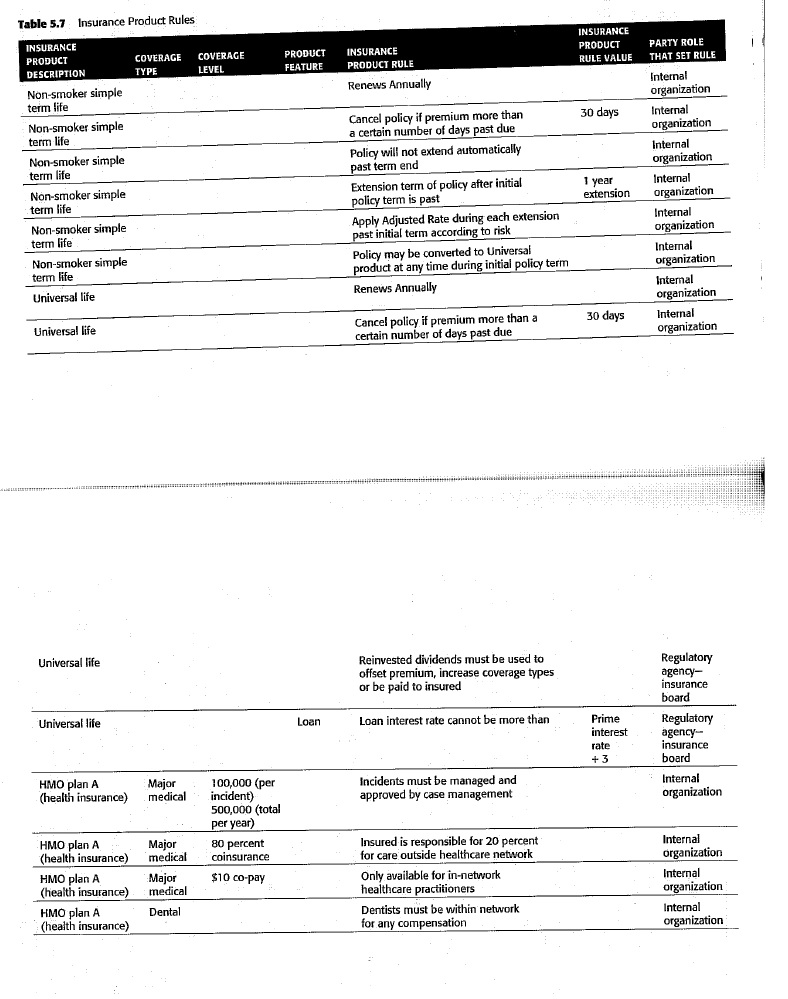 Table 5.7 Insurance Product Rules
INSURANCE PRODUCT DESCRIPTION COVERAGE TYPE COVERAGE LEVEL PRODUCT FEATURE INSURANCE PRODUCT RULE INSURANCE PRODUCT RULE VALUE PARTY ROLE THAT SET RULE
Non-smoker simple term life Renews Annually Internal organization
Non-smoker simple term life Cancel policy if premium more than a certain number of days past due 30 days Internal organization
Non-smoker simple term life Policy will not extend automatically past term end Internal organization
Non-smoker simple term life Extension term of policy after initial policy term is past 1 year extension Internal organization
Non-smoker simple term life Apply Adjusted Rate during each extension past initial term according to risk Internal organization
Non-smoker simple term life Policy may be converted to Universal product at any time during initial policy term Internal organization
Universal life Renews Annually Internal organization
Universal life Cancel policy if premium more than a certain number of days past due 30 days Internal organization
Universal life Reinvested dividends must be used to offset premium, increase coverage types or be paid to insured Regulatory agency— insurance board
Universal life Loan Loan interest rate cannot be more than Prime interest rate + 3 Regulatory agency— insurance board
HMO plan A (health insurance) Major medical 100,000 (per incident) 500,000 (total per year) Incidents must be managed and approved by case management Internal organization
HMO plan A (health insurance) Major medical 80 percent coinsurance Insured is responsible for 20 percent for care outside healthcare network Internal organization
HMO plan A (health insurance) Major medical $10 co-pay Only available for in-network healthcare practitioners Internal organization
HMO plan A (health insurance) Dental Dentists must be within network for any compensation Internal organization